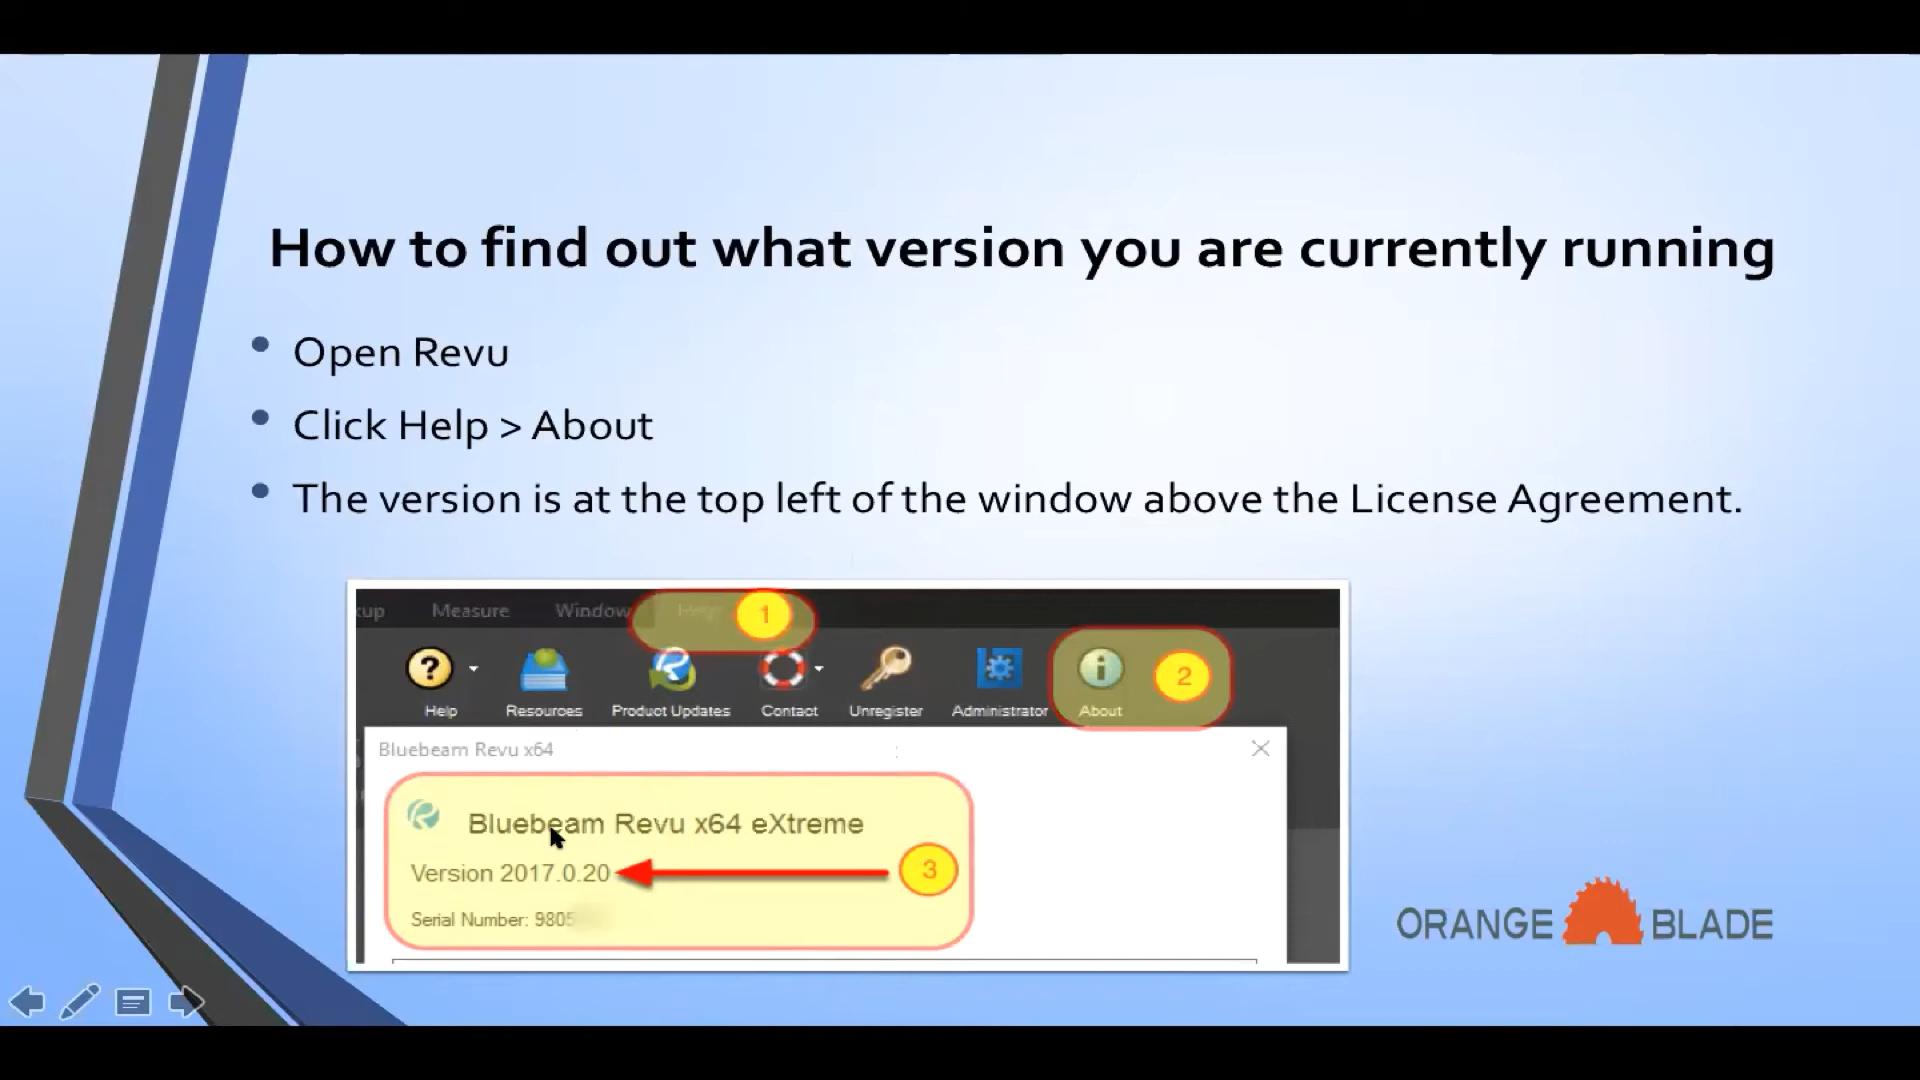 How to find out what version you are currently running
Open Revu
Click Help > About
The version is at the top left of the window above the License Agreement.
kup Measure Window Help 1
Help Resources Product Updates Contact Unregister Administrator About 2
Bluebeam Revu x64
Bluebeam Revu x64 eXtreme
Version 2017.0.20 3
Serial Number: 9805
ORANGE BLADE